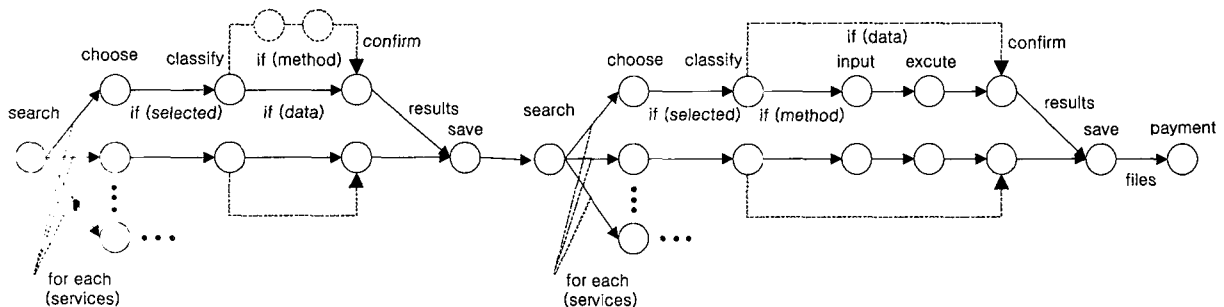 choose
classify
if (method)
confirm
search
if (selected)
if (data)
results
save
for each
(services)
choose
classify
if (data)
confirm
input
excute
search
if (selected)
if (method)
results
save
payment
files
for each
(services)